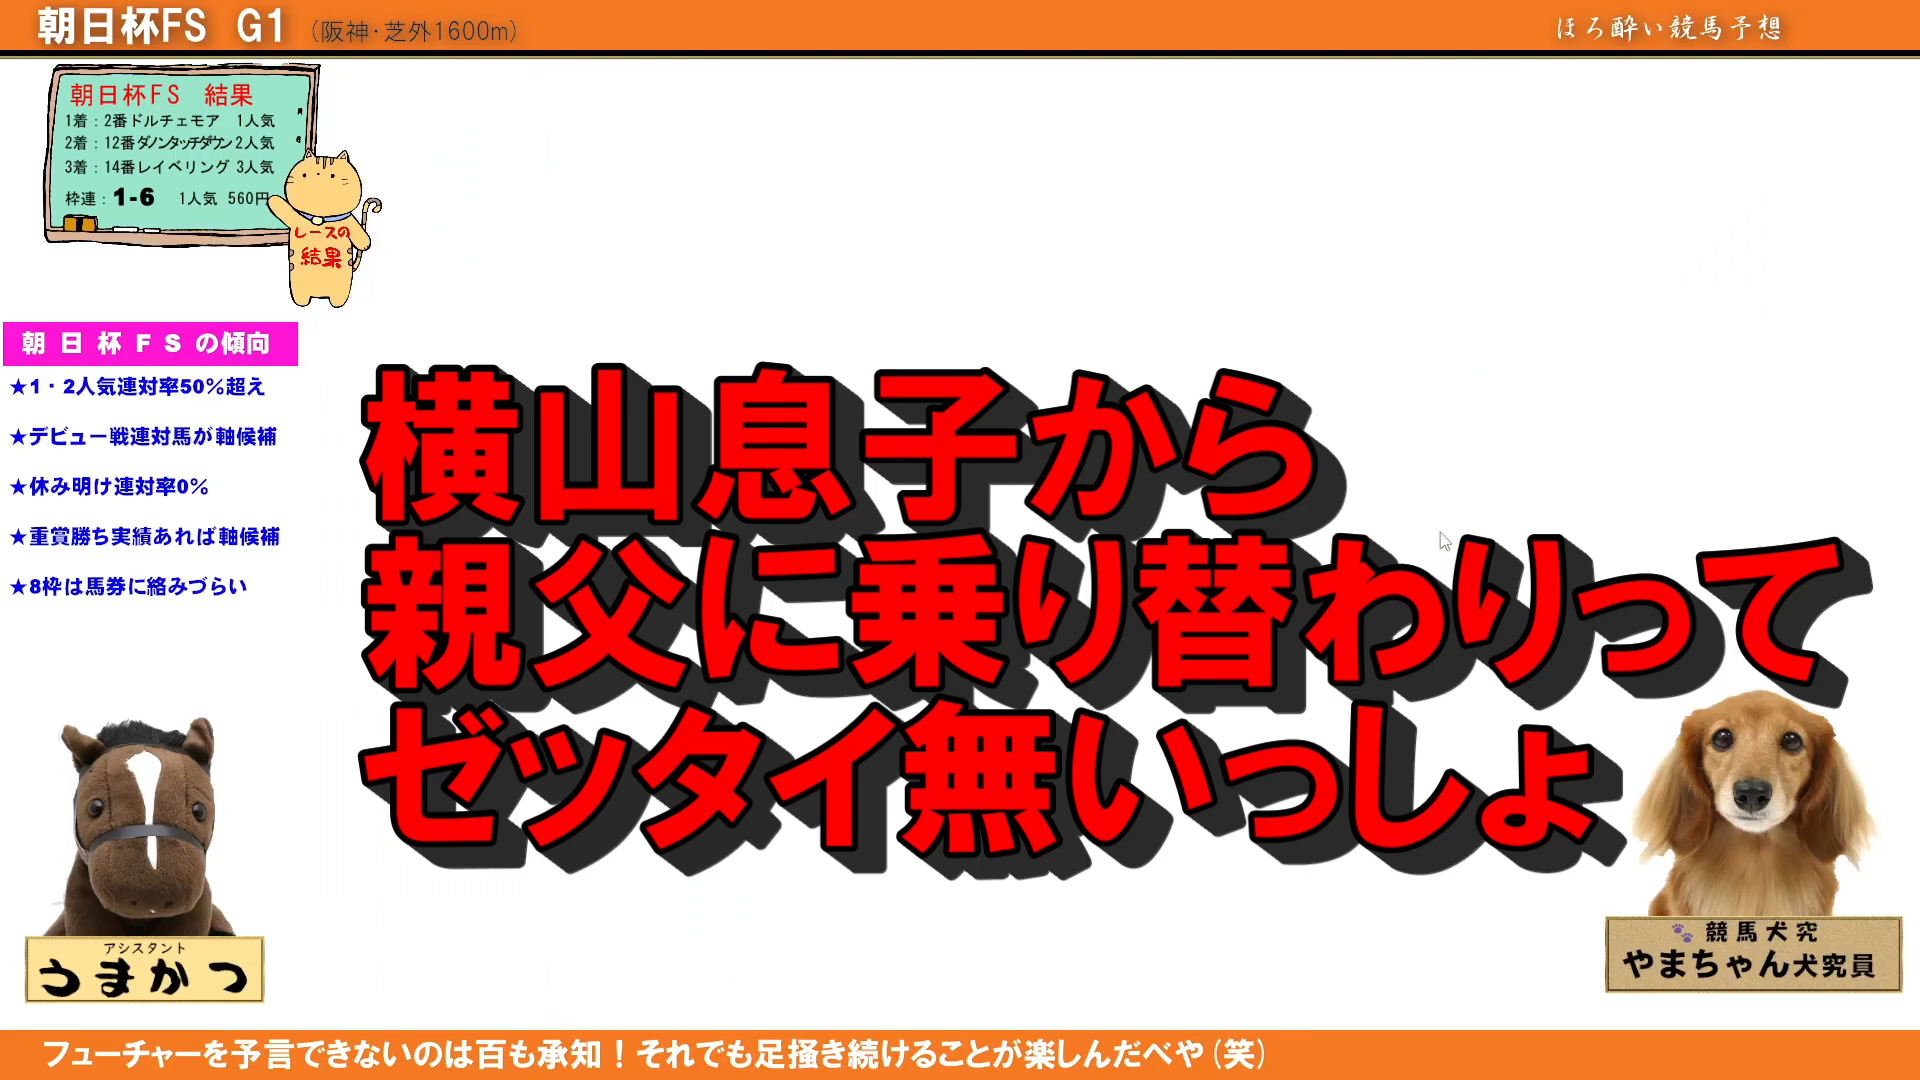 朝日杯FS G1（阪神・芝外1600m）
ほろ酔い競馬予想
朝日杯FS 結果
1着：2番ドルチェモア 1人気
2着：12番ダノンタッチダウン 2人気
3着：14番レイベリング 3人気
枠連：1-6 1人気 560円
レースの
結果
朝日杯FSの傾向
★1・2人気連対率50％超え
★デビュー戦連対馬が軸候補
★休み明け連対率0％
★重賞勝ち実績あれば軸候補
★8枠は馬券に絡みづらい
横山息子から
親父に乗り替わりって
ゼッタイ無いっしょ
アシスタント
うまかつ
競馬犬究
やまちゃん犬究員
フューチャーを予言できないのは百も承知！それでも足掻き続けることが楽しんだべや（笑）